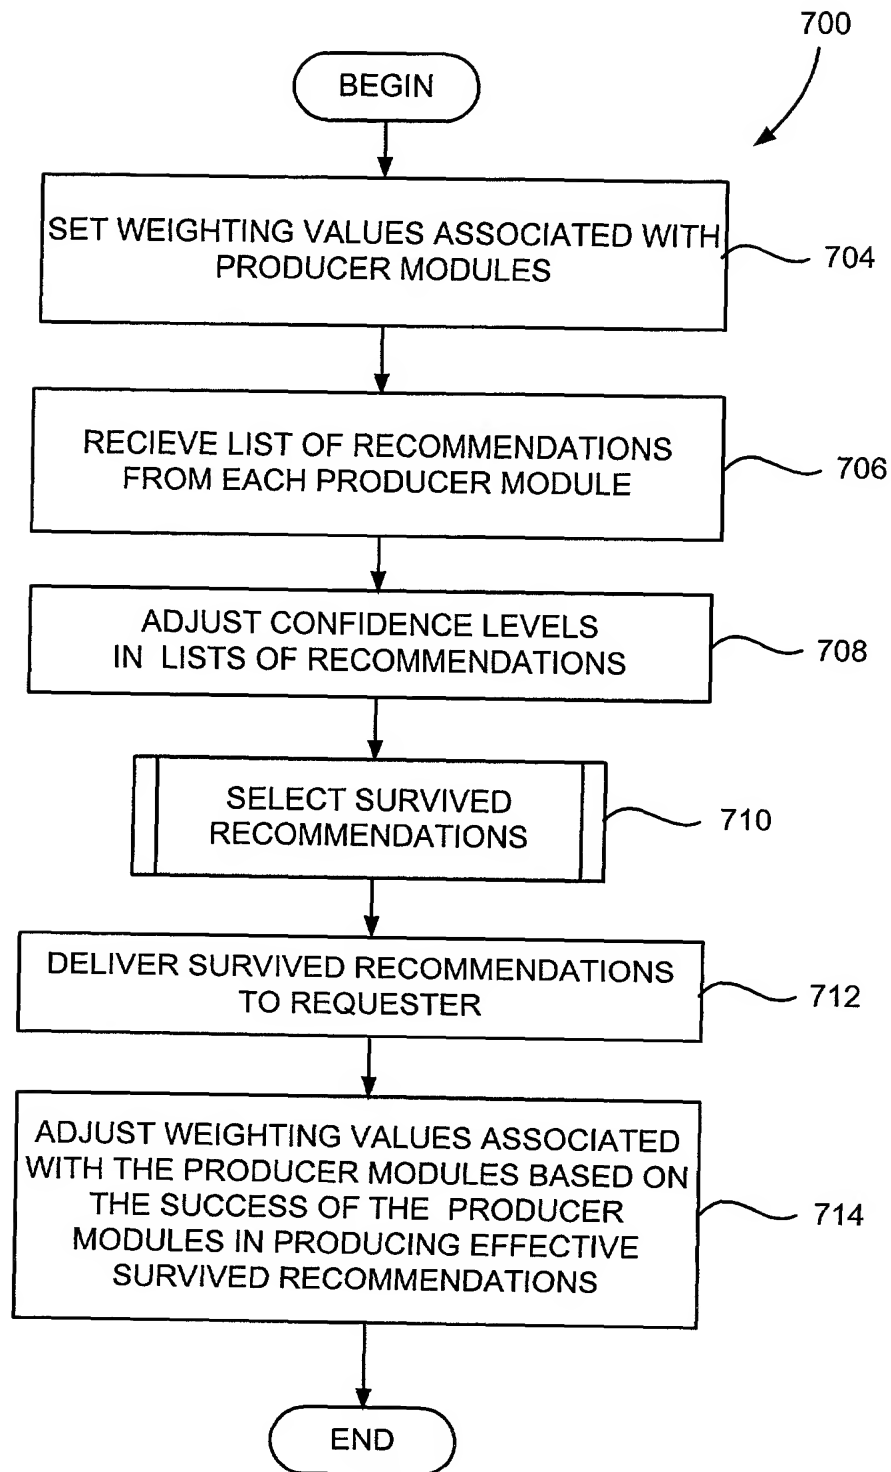 700
BEGIN
SET WEIGHTING VALUES ASSOCIATED WITH
PRODUCER MODULES
704
RECIEVE LIST OF RECOMMENDATIONS
FROM EACH PRODUCER MODULE
706
ADJUST CONFIDENCE LEVELS
IN LISTS OF RECOMMENDATIONS
708
SELECT SURVIVED
RECOMMENDATIONS
710
DELIVER SURVIVED RECOMMENDATIONS
TO REQUESTER
712
ADJUST WEIGHTING VALUES ASSOCIATED
WITH THE PRODUCER MODULES BASED ON
THE SUCCESS OF THE PRODUCER
MODULES IN PRODUCING EFFECTIVE
SURVIVED RECOMMENDATIONS
714
END